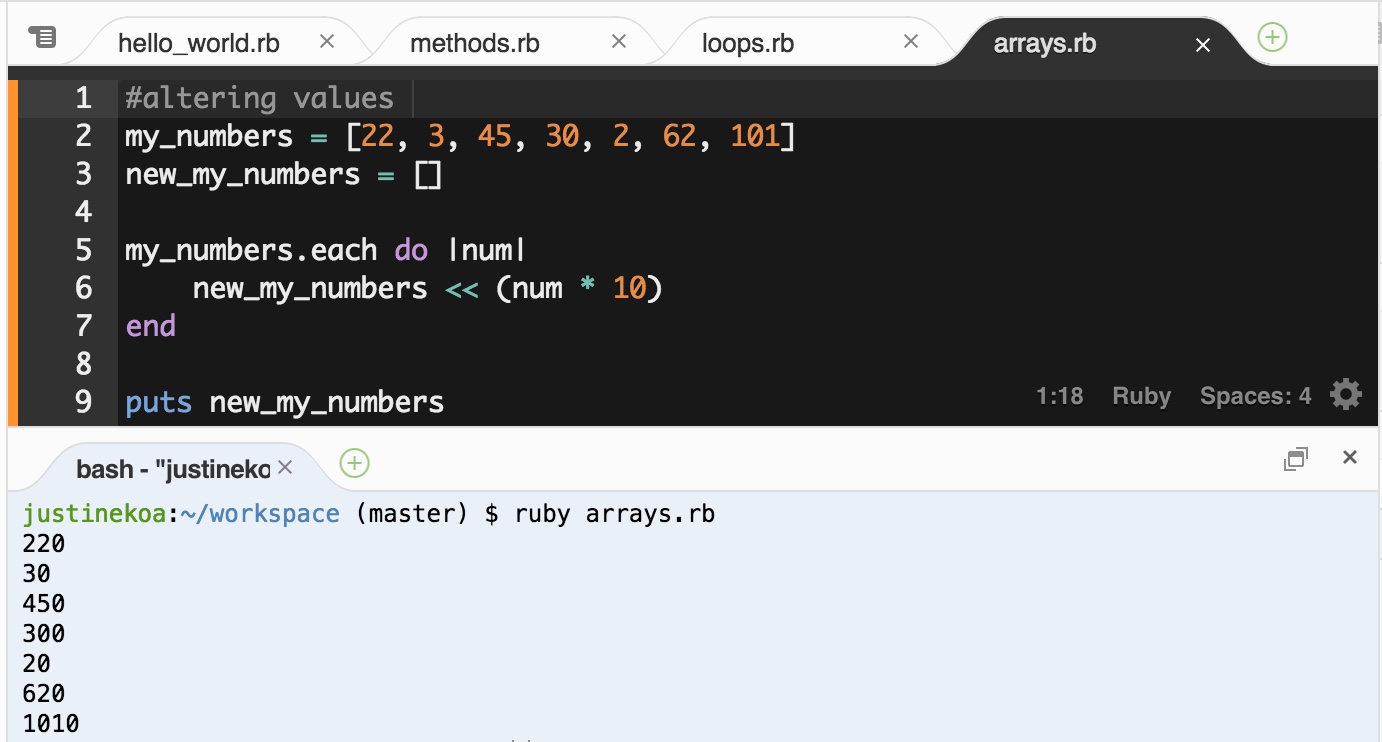 hello_world.rb × methods.rb × loops.rb × arrays.rb ×
1 #altering values
2 my_numbers = [22, 3, 45, 30, 2, 62, 101]
3 new_my_numbers = []
4
5 my_numbers.each do |num|
6     new_my_numbers << (num * 10)
7 end
8
9 puts new_my_numbers
1:18 Ruby Spaces: 4
bash - "justineko ×
justinekoa:~/workspace (master) $ ruby arrays.rb
220
30
450
300
20
620
1010